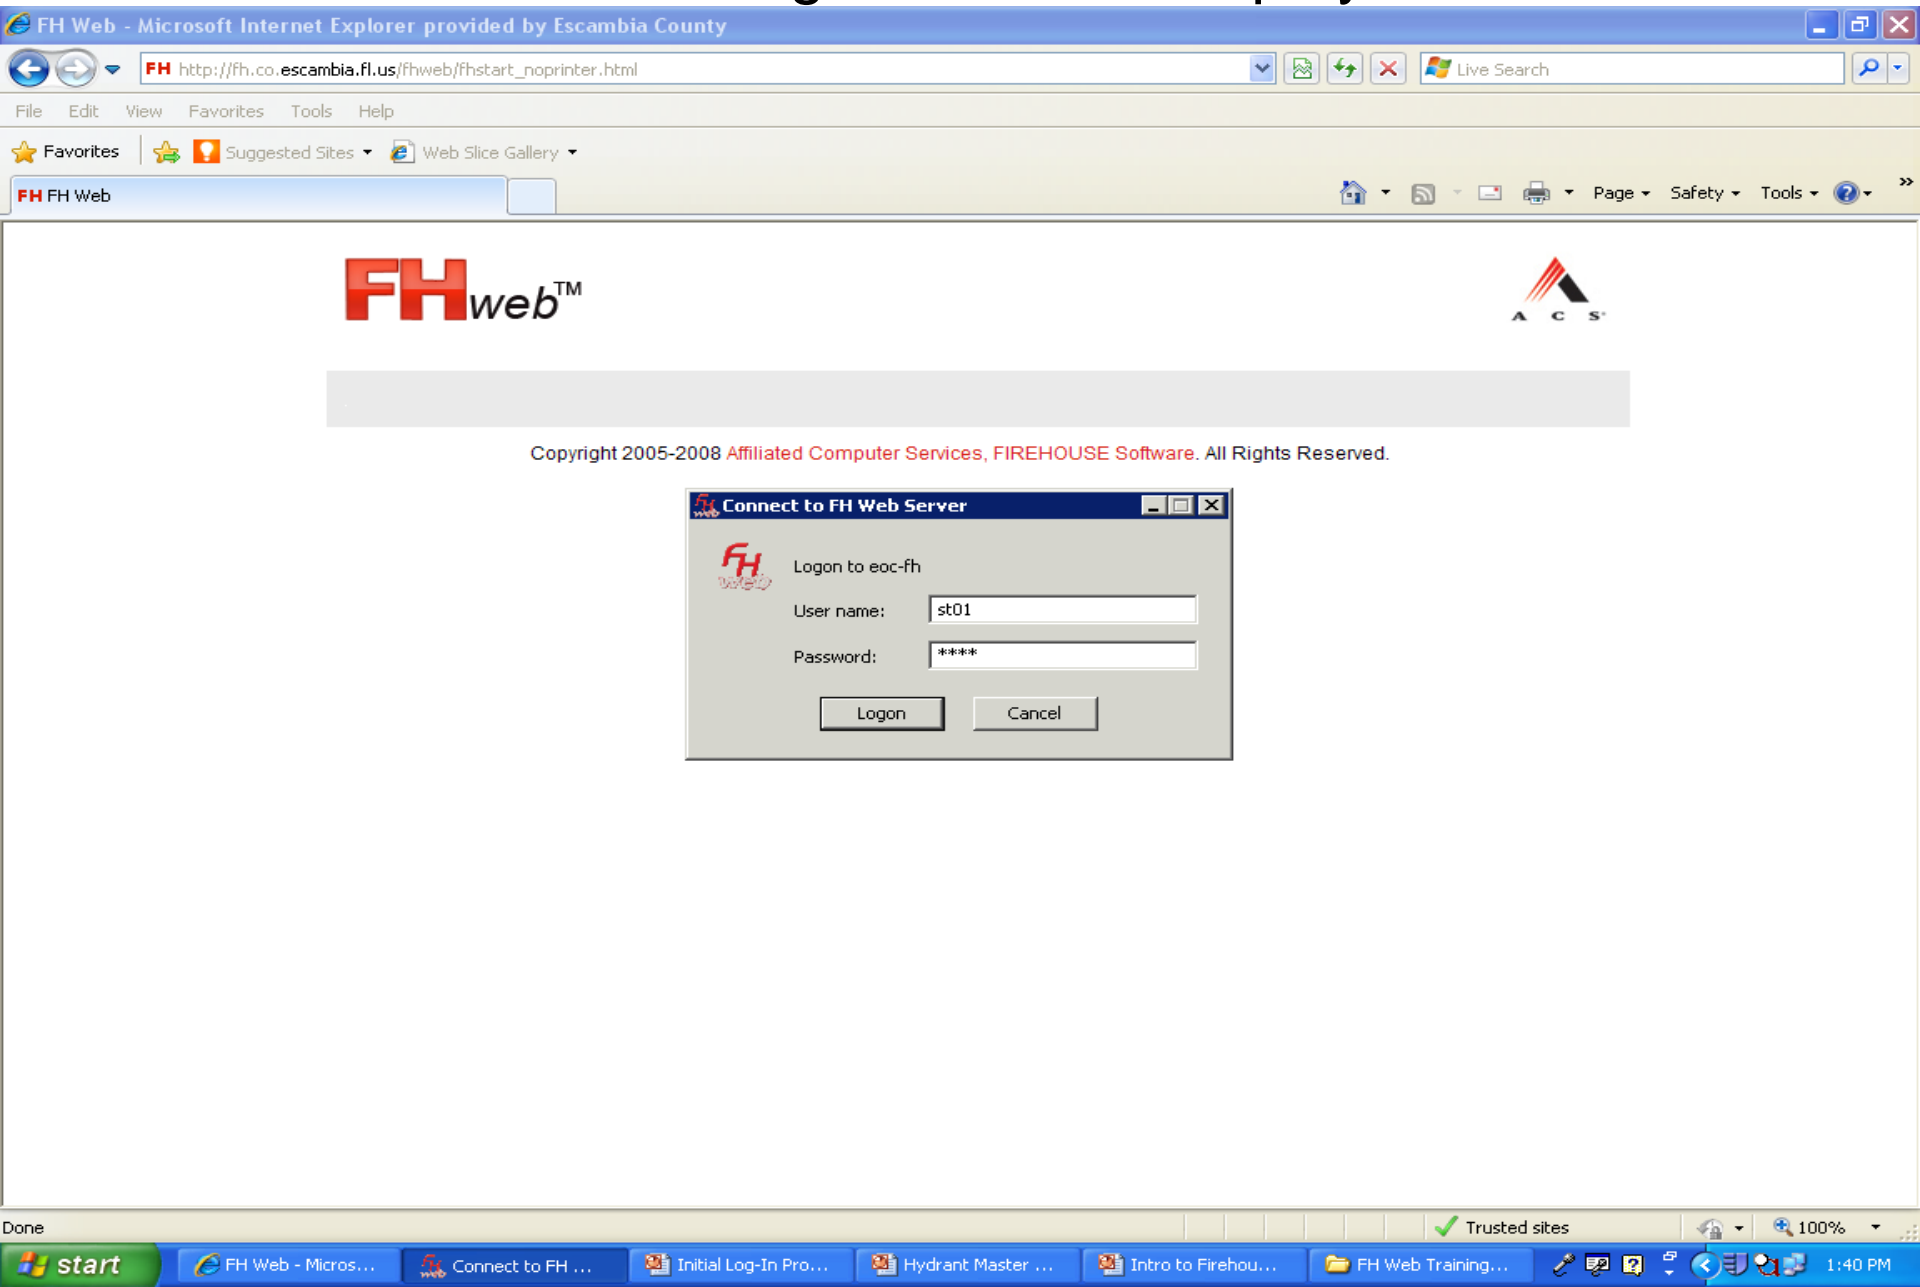 FH Web - Microsoft Internet Explorer provided by Escambia County
FH http://fh.co.escambia.fl.us/fhweb/fhstart_noprinter.html
Live Search
File Edit View Favorites Tools Help
Favorites Suggested Sites Web Slice Gallery
FH FH Web
Page Safety Tools
FHweb™
A C S
Copyright 2005-2008 Affiliated Computer Services, FIREHOUSE Software. All Rights Reserved.
FH web Connect to FH Web Server
FH web
Logon to eoc-fh
User name: st01
Password: ****
Logon Cancel
Done Trusted sites 100%
start FH Web - Micros... Connect to FH ... Initial Log-In Pro... Hydrant Master ... Intro to Firehou... FH Web Training... 1:40 PM